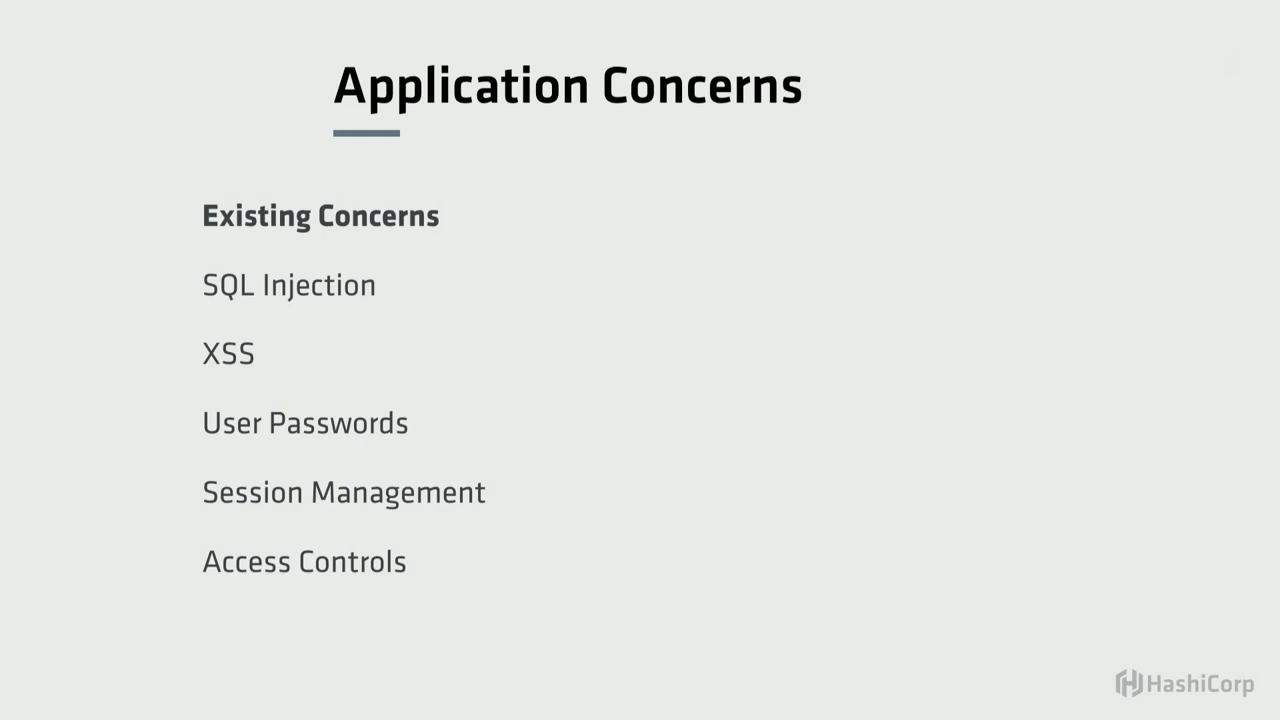 Application Concerns
Existing Concerns
SQL Injection
XSS
User Passwords
Session Management
Access Controls
HashiCorp